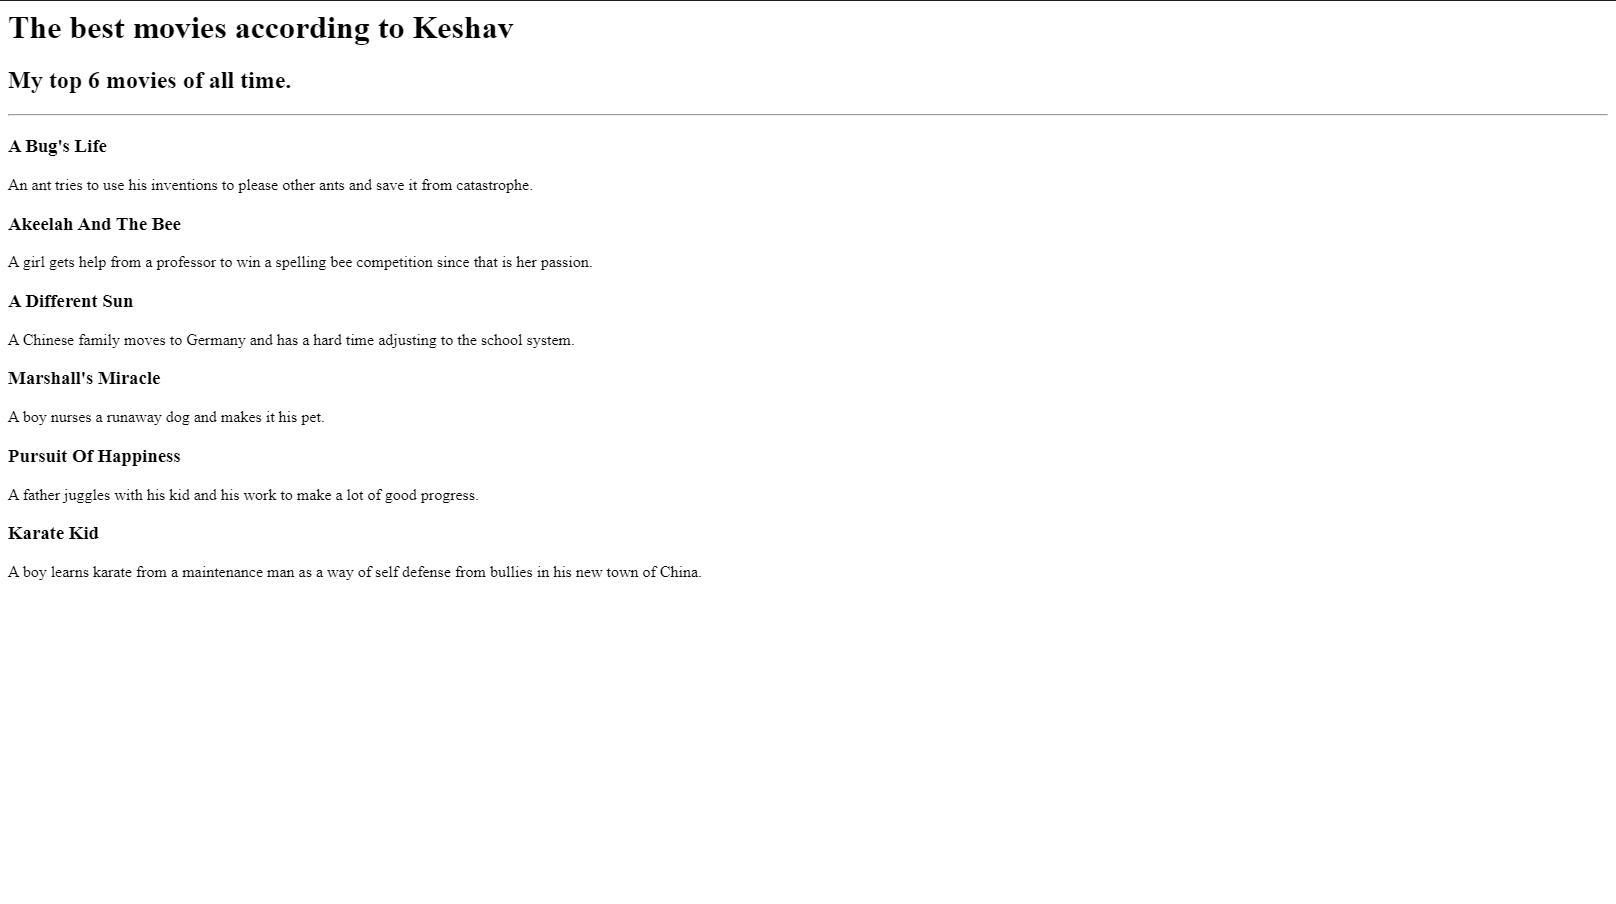 The best movies according to Keshav
My top 6 movies of all time.
A Bug's Life
An ant tries to use his inventions to please other ants and save it from catastrophe.
Akeelah And The Bee
A girl gets help from a professor to win a spelling bee competition since that is her passion.
A Different Sun
A Chinese family moves to Germany and has a hard time adjusting to the school system.
Marshall's Miracle
A boy nurses a runaway dog and makes it his pet.
Pursuit Of Happiness
A father juggles with his kid and his work to make a lot of good progress.
Karate Kid
A boy learns karate from a maintenance man as a way of self defense from bullies in his new town of China.